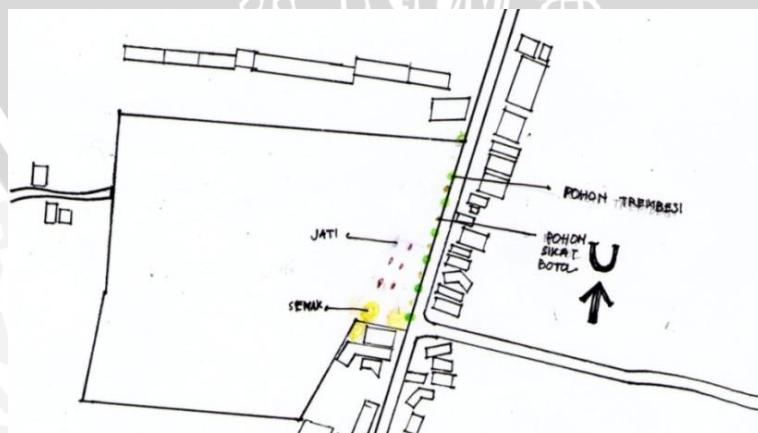 POHON TREMBESI
JATI
POHON
SIKAT
BOTOL
U
SEMAK